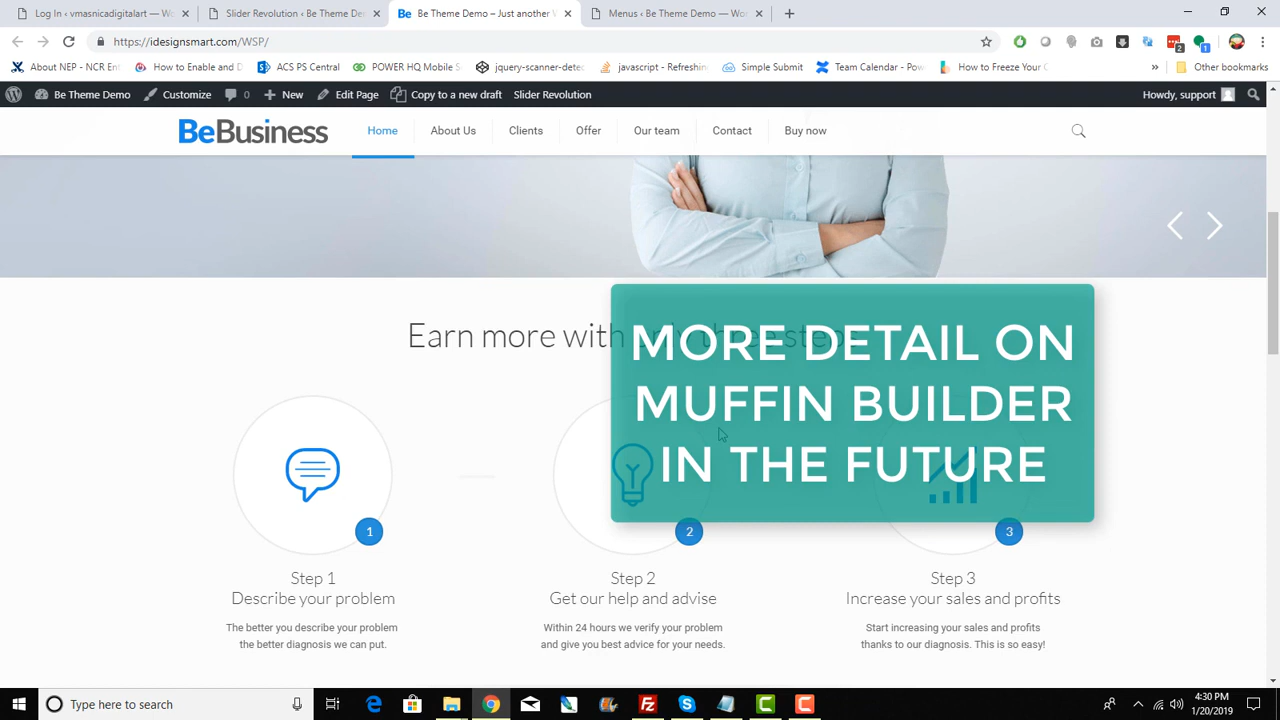 Log In ‹ vmasnicadigitalart — Wo
Slider Revolution ‹ Be Theme De
Be Theme Demo – Just another V
Menus ‹ Be Theme Demo — Wo
https://idesignsmart.com/WSP/
About NEP - NCR Ent
How to Enable and D
ACS PS Central
POWER HQ Mobile S
jquery-scanner-detec
javascript - Refreshing
Simple Submit
Team Calendar - Pow
How to Freeze Your C
»
Other bookmarks
Be Theme Demo
Customize
0
New
Edit Page
Copy to a new draft
Slider Revolution
Howdy, support
BeBusiness
Home
About Us
Clients
Offer
Our team
Contact
Buy now
Earn more with only three steps
MORE DETAIL ON
MUFFIN BUILDER
IN THE FUTURE
1
2
3
Step 1
Describe your problem
The better you describe your problem
the better diagnosis we can put.
Step 2
Get our help and advise
Within 24 hours we verify your problem
and give you best advice for your needs.
Step 3
Increase your sales and profits
Start increasing your sales and profits
thanks to our diagnosis. This is so easy!
Type here to search
4:30 PM
1/20/2019